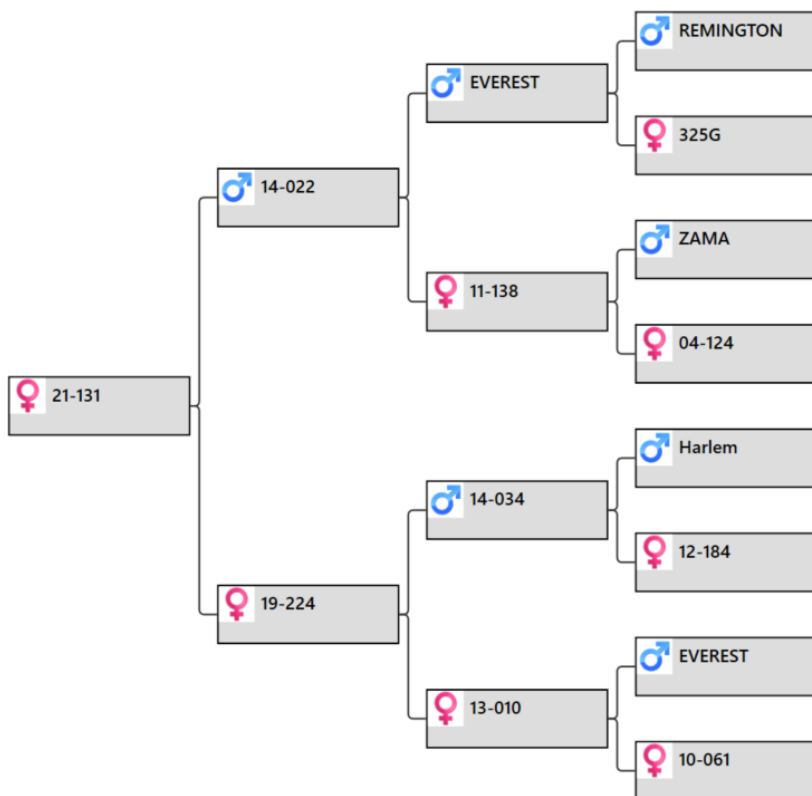 REMINGTON
EVEREST
325G
14-022
ZAMA
11-138
04-124
21-131
Harlem
14-034
12-184
19-224
EVEREST
13-010
10-061